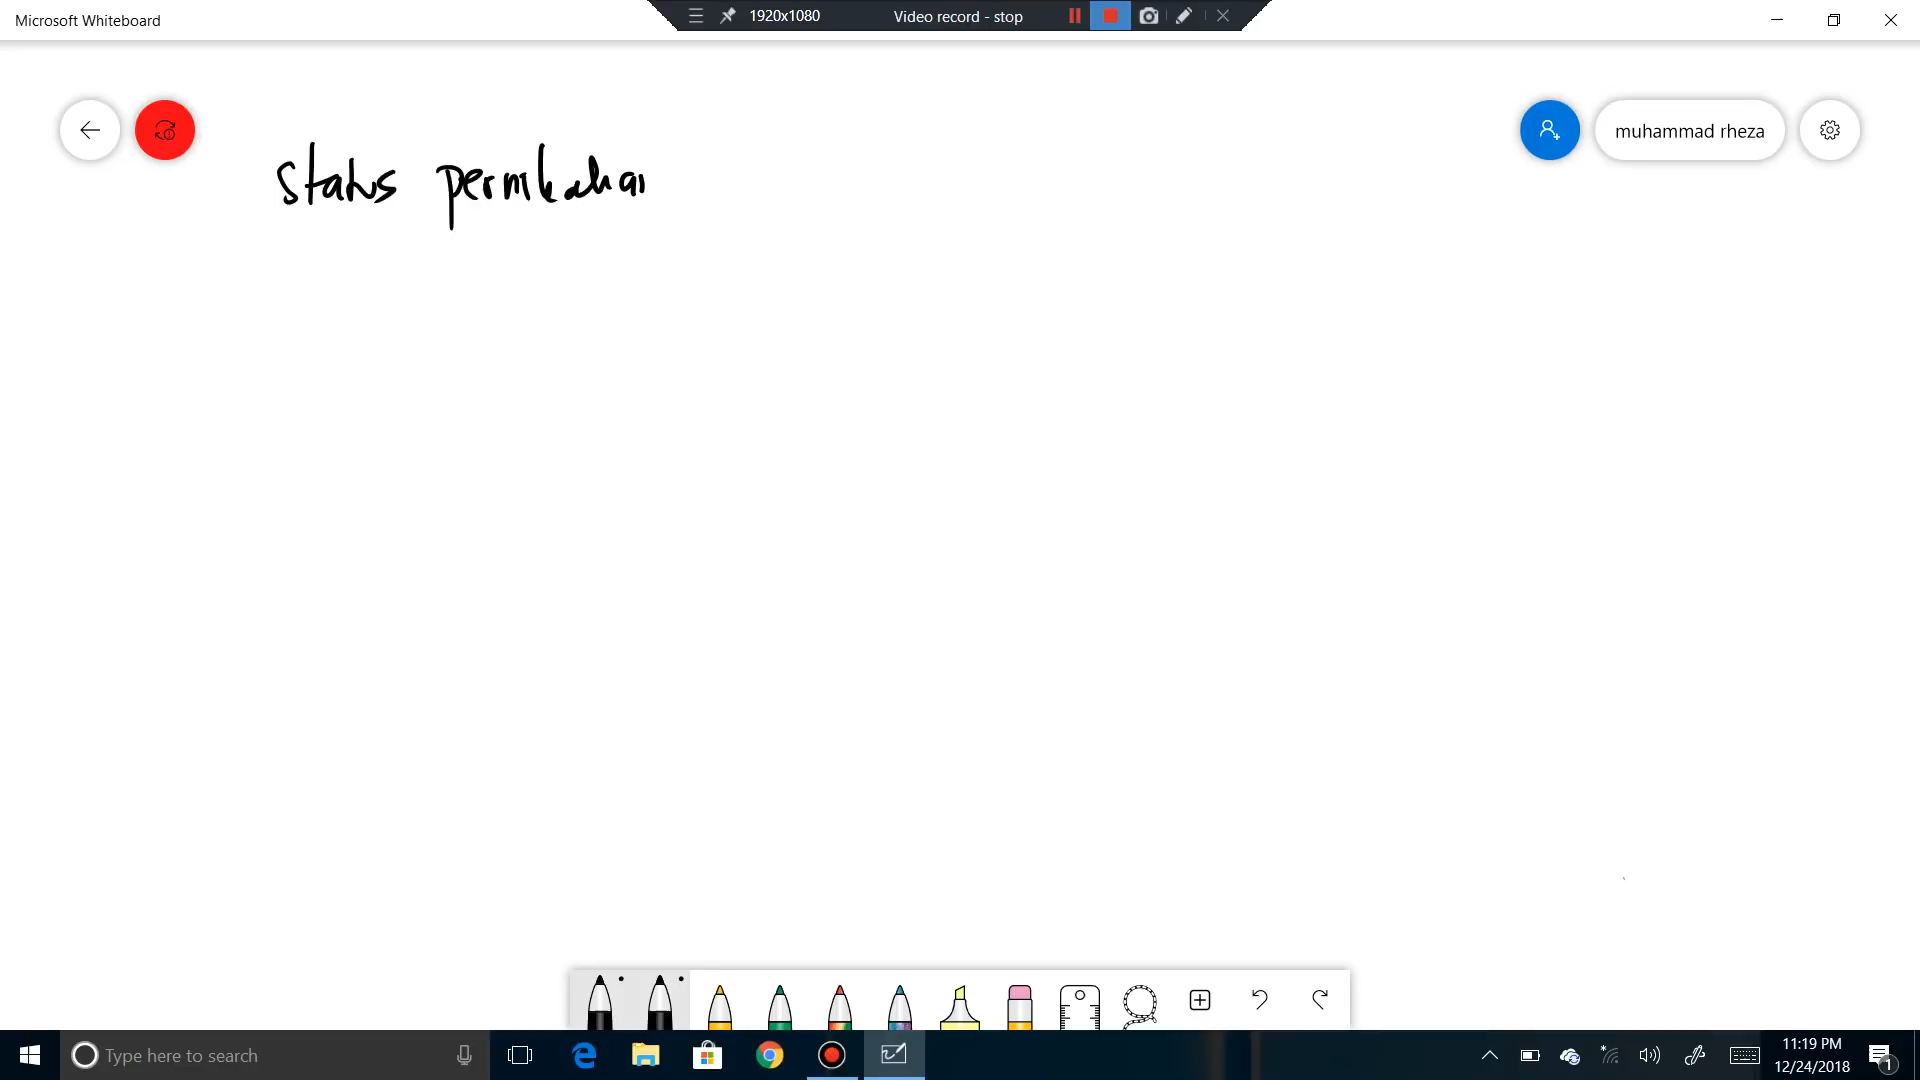 Microsoft Whiteboard
1920x1080 Video record - stop
muhammad rheza
status pernikahan
Type here to search
11:19 PM
12/24/2018
1